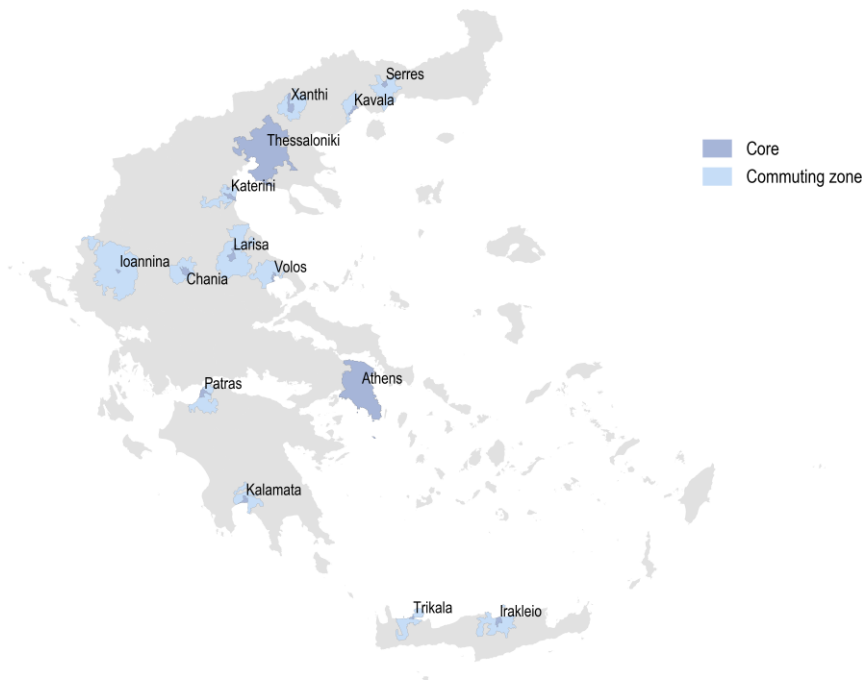 Serres
Xanthi
Kavala
Thessaloniki
Core
Commuting zone
Katerini
Larisa
Ioannina
Volos
Chania
Athens
Patras
Kalamata
Trikala
Irakleio